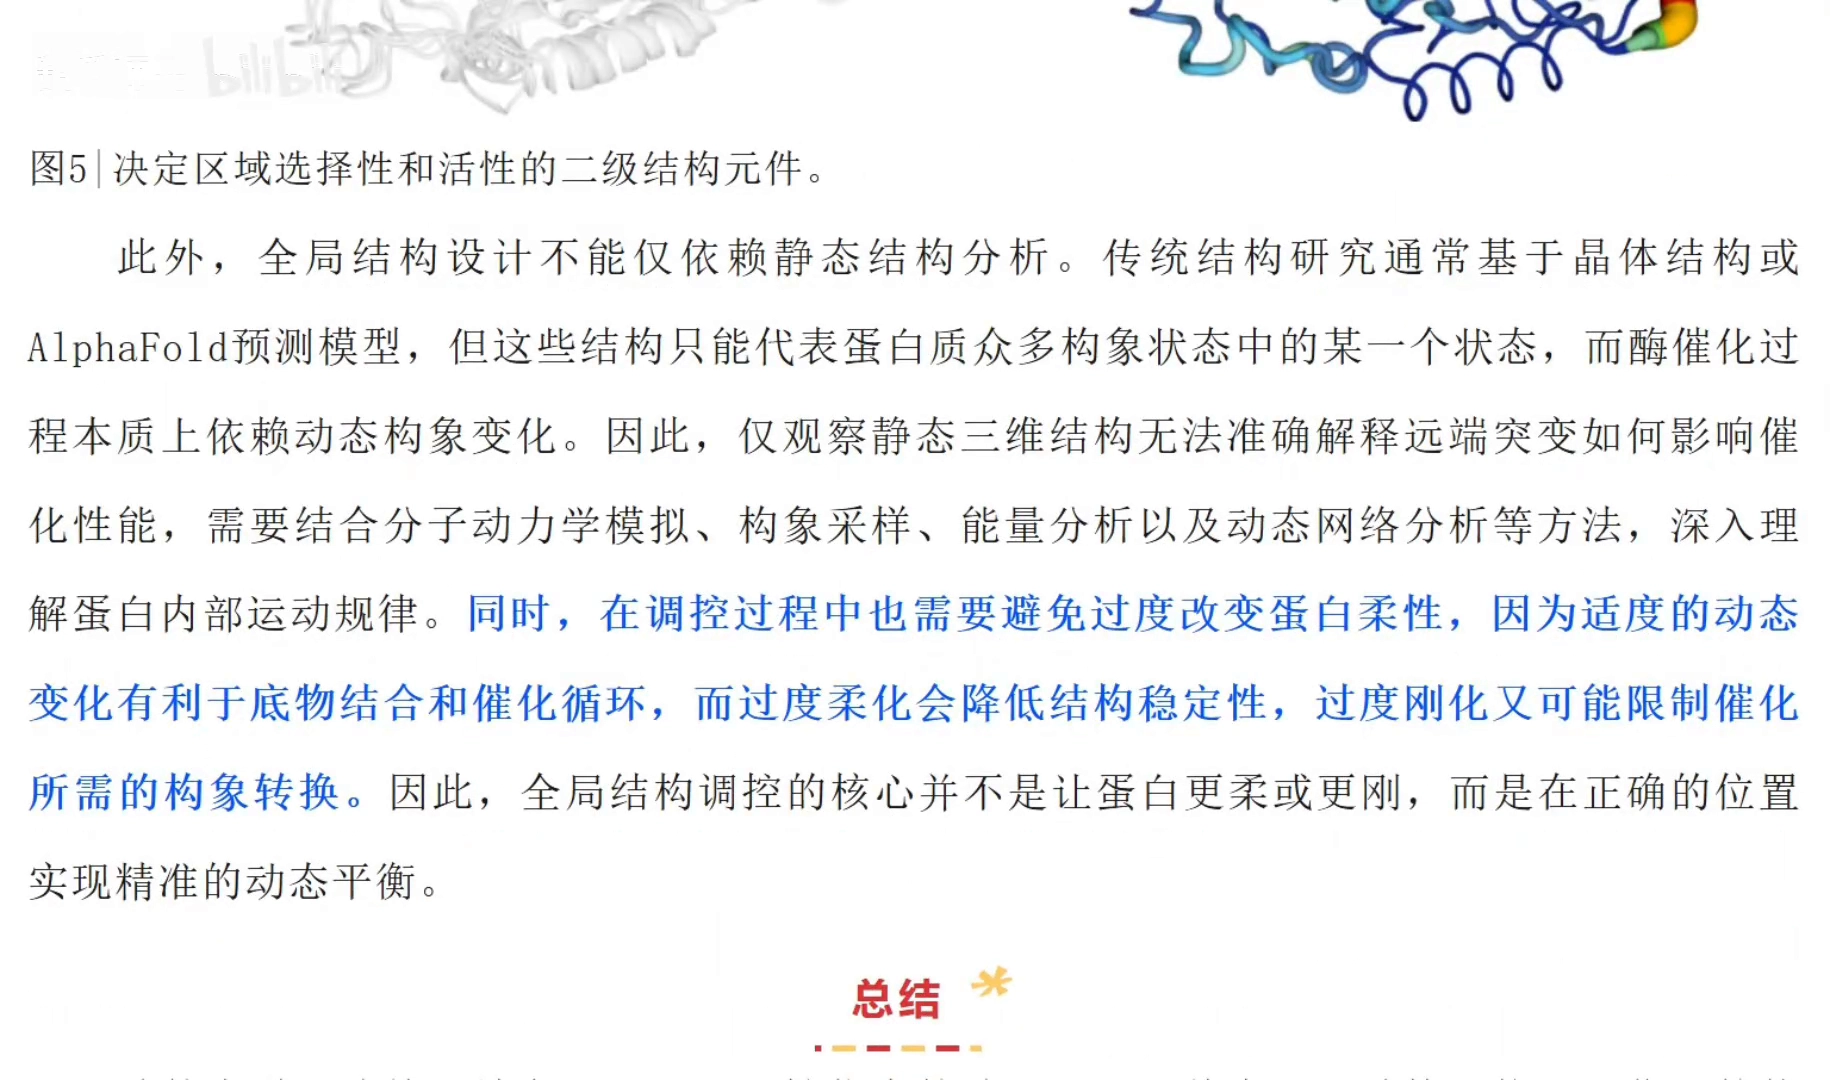 bilibili
图5|决定区域选择性和活性的二级结构元件。
此外，全局结构设计不能仅依赖静态结构分析。传统结构研究通常基于晶体结构或
AlphaFold预测模型，但这些结构只能代表蛋白质众多构象状态中的某一个状态，而酶催化过
程本质上依赖动态构象变化。因此，仅观察静态三维结构无法准确解释远端突变如何影响催
化性能，需要结合分子动力学模拟、构象采样、能量分析以及动态网络分析等方法，深入理
解蛋白内部运动规律。同时，在调控过程中也需要避免过度改变蛋白柔性，因为适度的动态
变化有利于底物结合和催化循环，而过度柔化会降低结构稳定性，过度刚化又可能限制催化
所需的构象转换。因此，全局结构调控的核心并不是让蛋白更柔或更刚，而是在正确的位置
实现精准的动态平衡。
总结